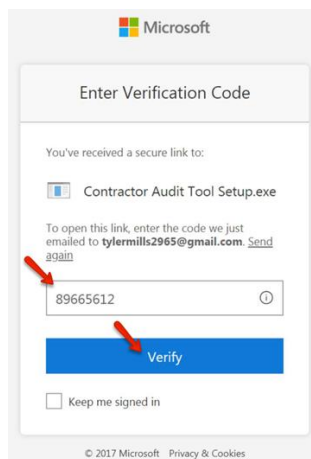 Microsoft
Enter Verification Code
You've received a secure link to:
Contractor Audit Tool Setup.exe
To open this link, enter the code we just
emailed to tylermills2965@gmail.com. Send
again
89665612
Verify
Keep me signed in
© 2017 Microsoft Privacy & Cookies